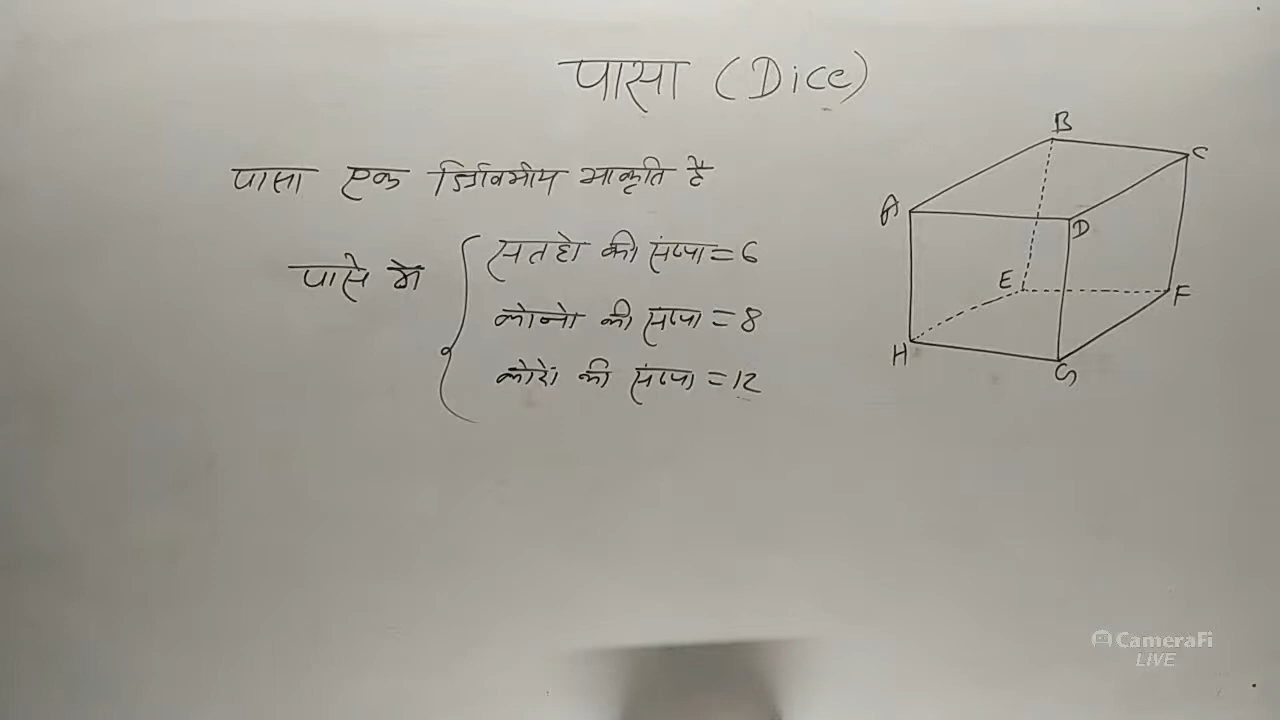 पासा (Dice)
पासा एक त्रिविमीय आकृति है
पासे में
सतहो की संख्या = 6
कोनो की संख्या = 8
कोरों की संख्या = 12
B
C
A
D
E
F
H
G
CameraFi
LiVE